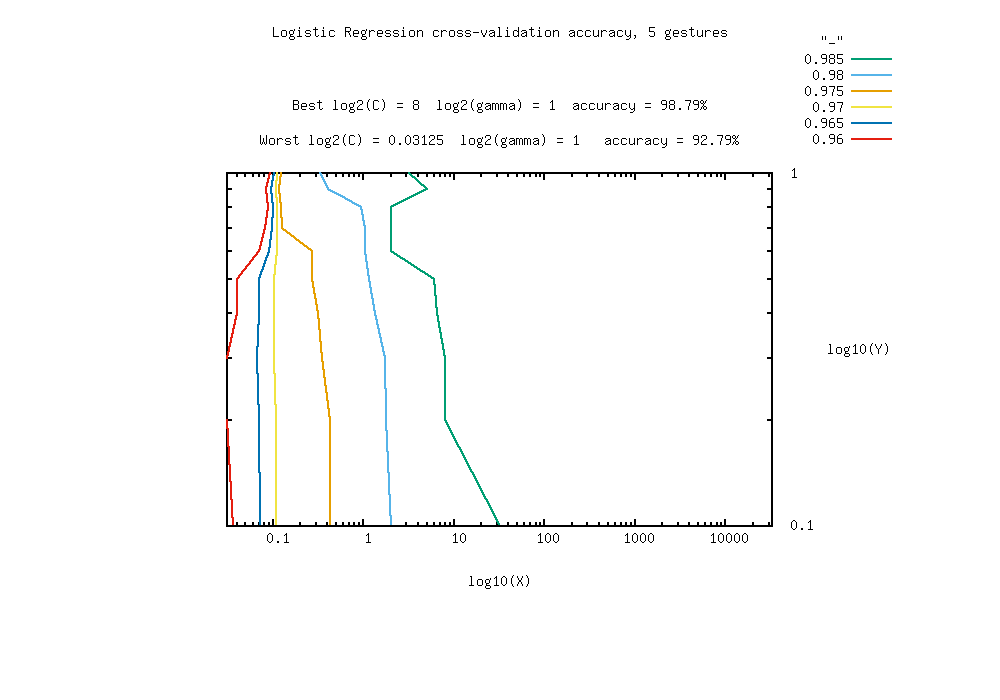 Logistic Regression cross-validation accuracy, 5 gestures
"_"
0.985
0.98
0.975
0.97
0.965
0.96
Best log2(C) = 8  log2(gamma) = 1  accuracy = 98.79%
Worst log2(C) = 0.03125  log2(gamma) = 1   accuracy = 92.79%
1
log10(Y)
0.1
0.1 1 10 100 1000 10000
log10(X)